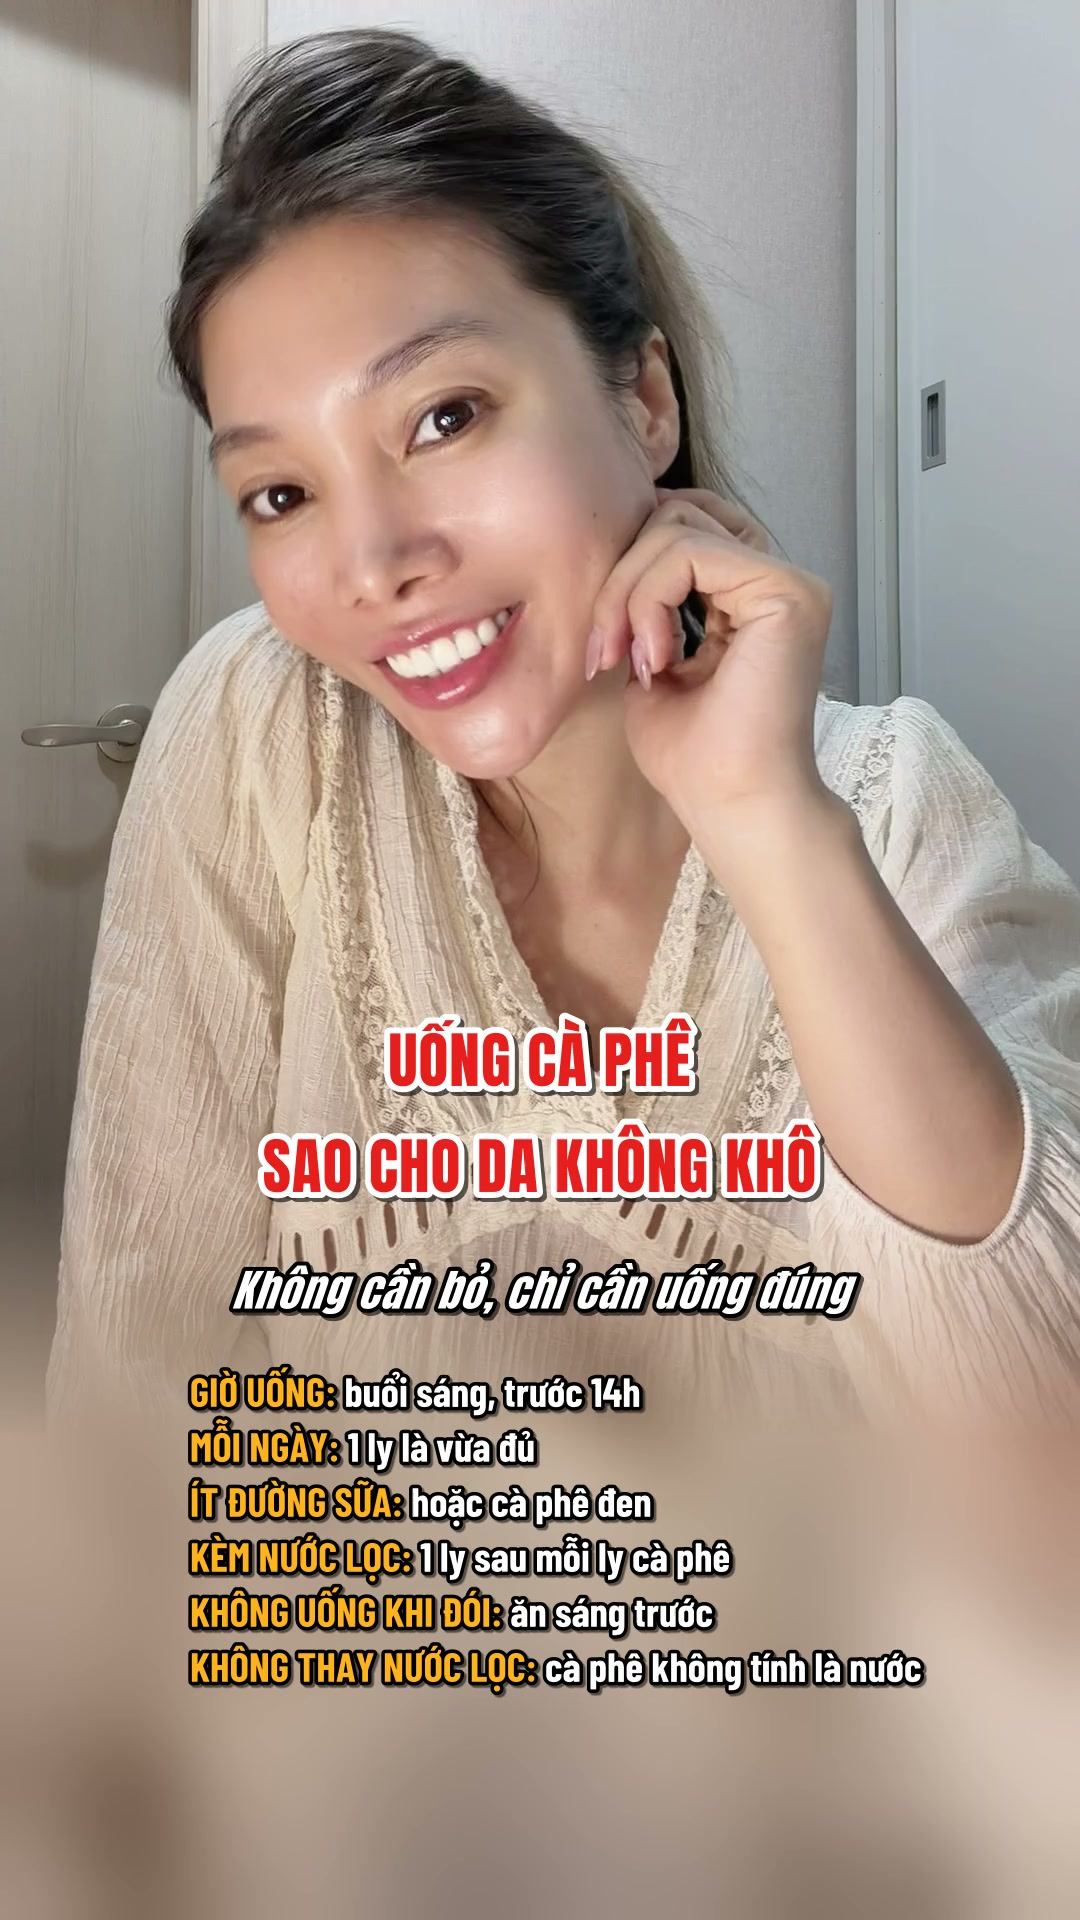 UỐNG CÀ PHÊ
SAO CHO DA KHÔNG KHÔ
Không cần bỏ, chỉ cần uống đúng
GIỜ UỐNG: buổi sáng, trước 14h
MỖI NGÀY: 1 ly là vừa đủ
ÍT ĐƯỜNG SỮA: hoặc cà phê đen
KÈM NƯỚC LỌC: 1 ly sau mỗi ly cà phê
KHÔNG UỐNG KHI ĐÓI: ăn sáng trước
KHÔNG THAY NƯỚC LỌC: cà phê không tính là nước